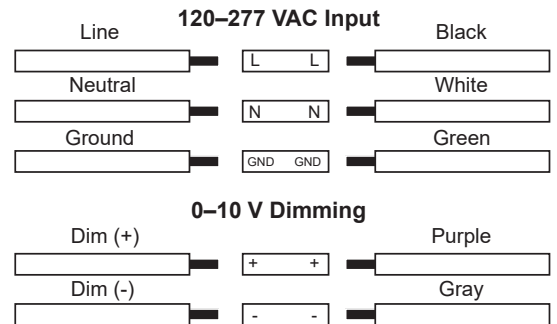 120–277 VAC Input
Line Black
L L
Neutral White
N N
Ground Green
GND GND
0–10 V Dimming
Dim (+) Purple
+ +
Dim (-) Gray
- -